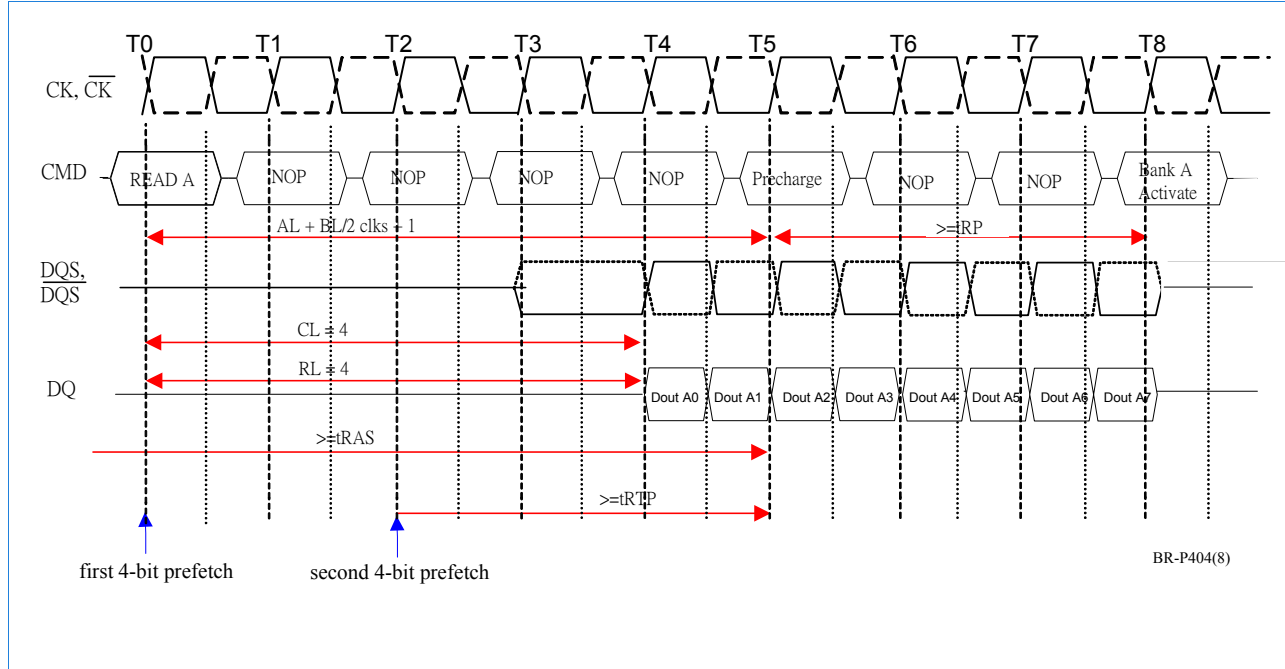 T0 T1 T2 T3 T4 T5 T6 T7 T8
CK, CK
CMD READ A NOP NOP NOP NOP Precharge NOP NOP Bank A
Activate
AL + BL/2 clks + 1 >=tRP
DQS,
DQS
CL = 4
RL = 4
DQ Dout A0 Dout A1 Dout A2 Dout A3 Dout A4 Dout A5 Dout A6 Dout A7
>=tRAS
>=tRTP
first 4-bit prefetch second 4-bit prefetch
BR-P404(8)